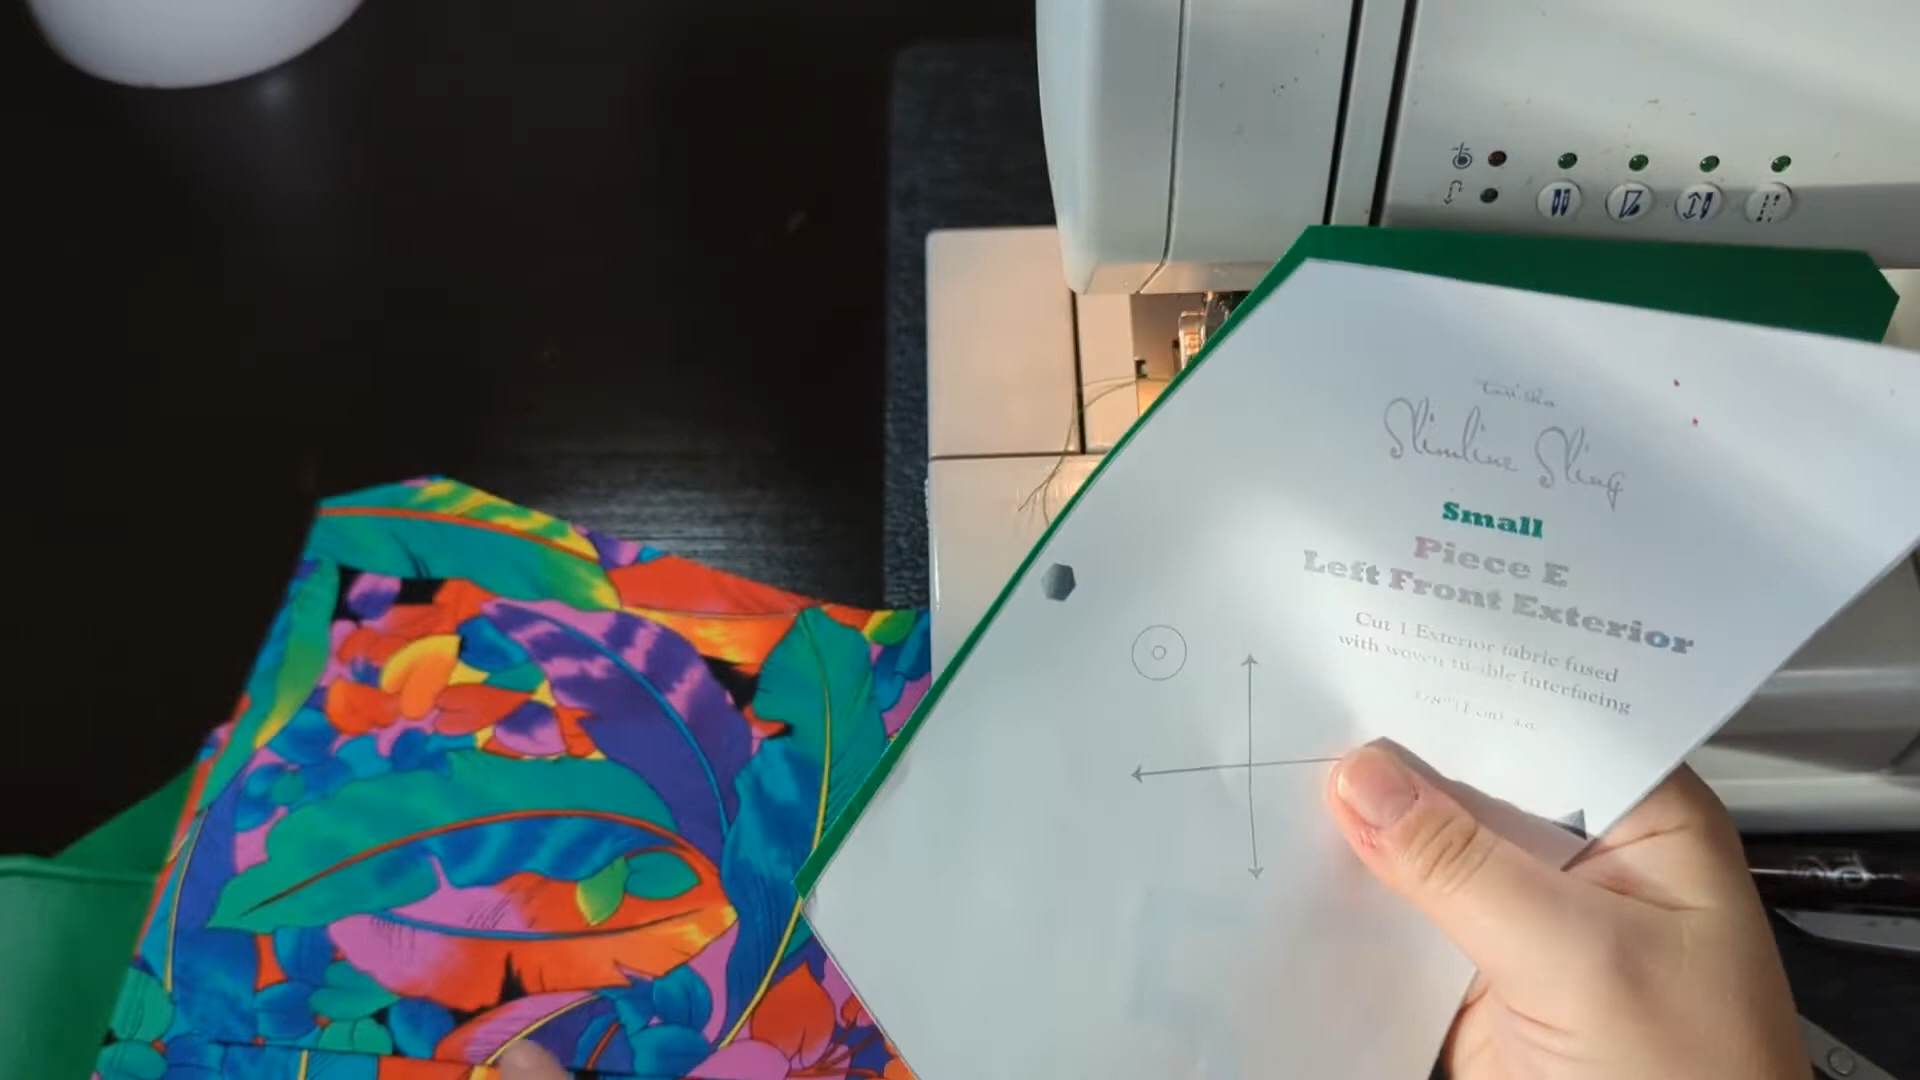 Slimline Sling
Small
Piece E
Left Front Exterior
Cut 1 Exterior fabric fused
with woven fusible interfacing